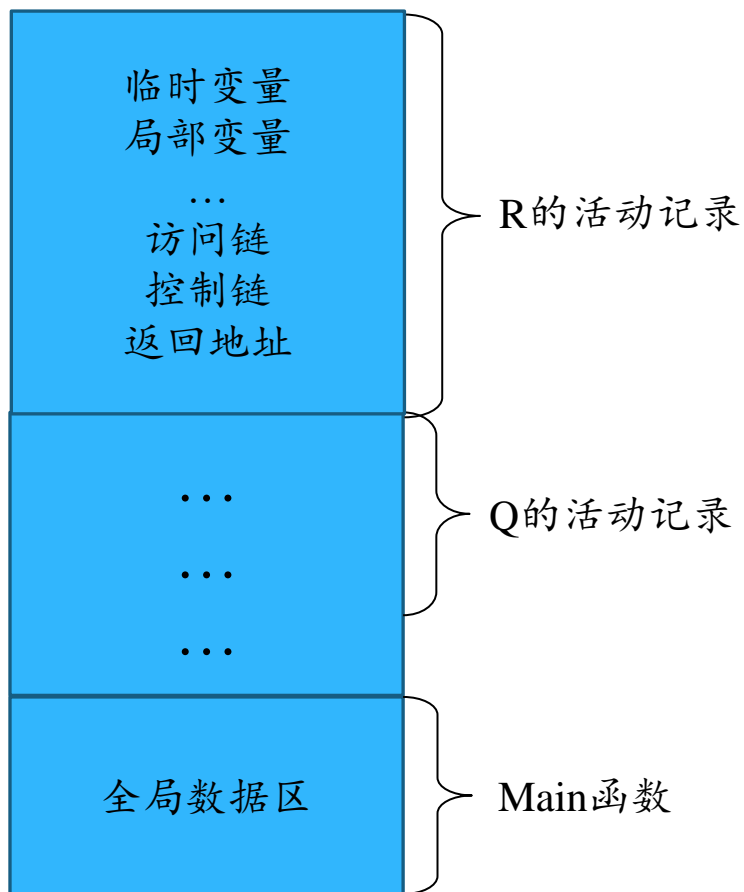 临时变量
局部变量
…
访问链
控制链
返回地址
R的活动记录
…
Q的活动记录
…
…
全局数据区
Main函数